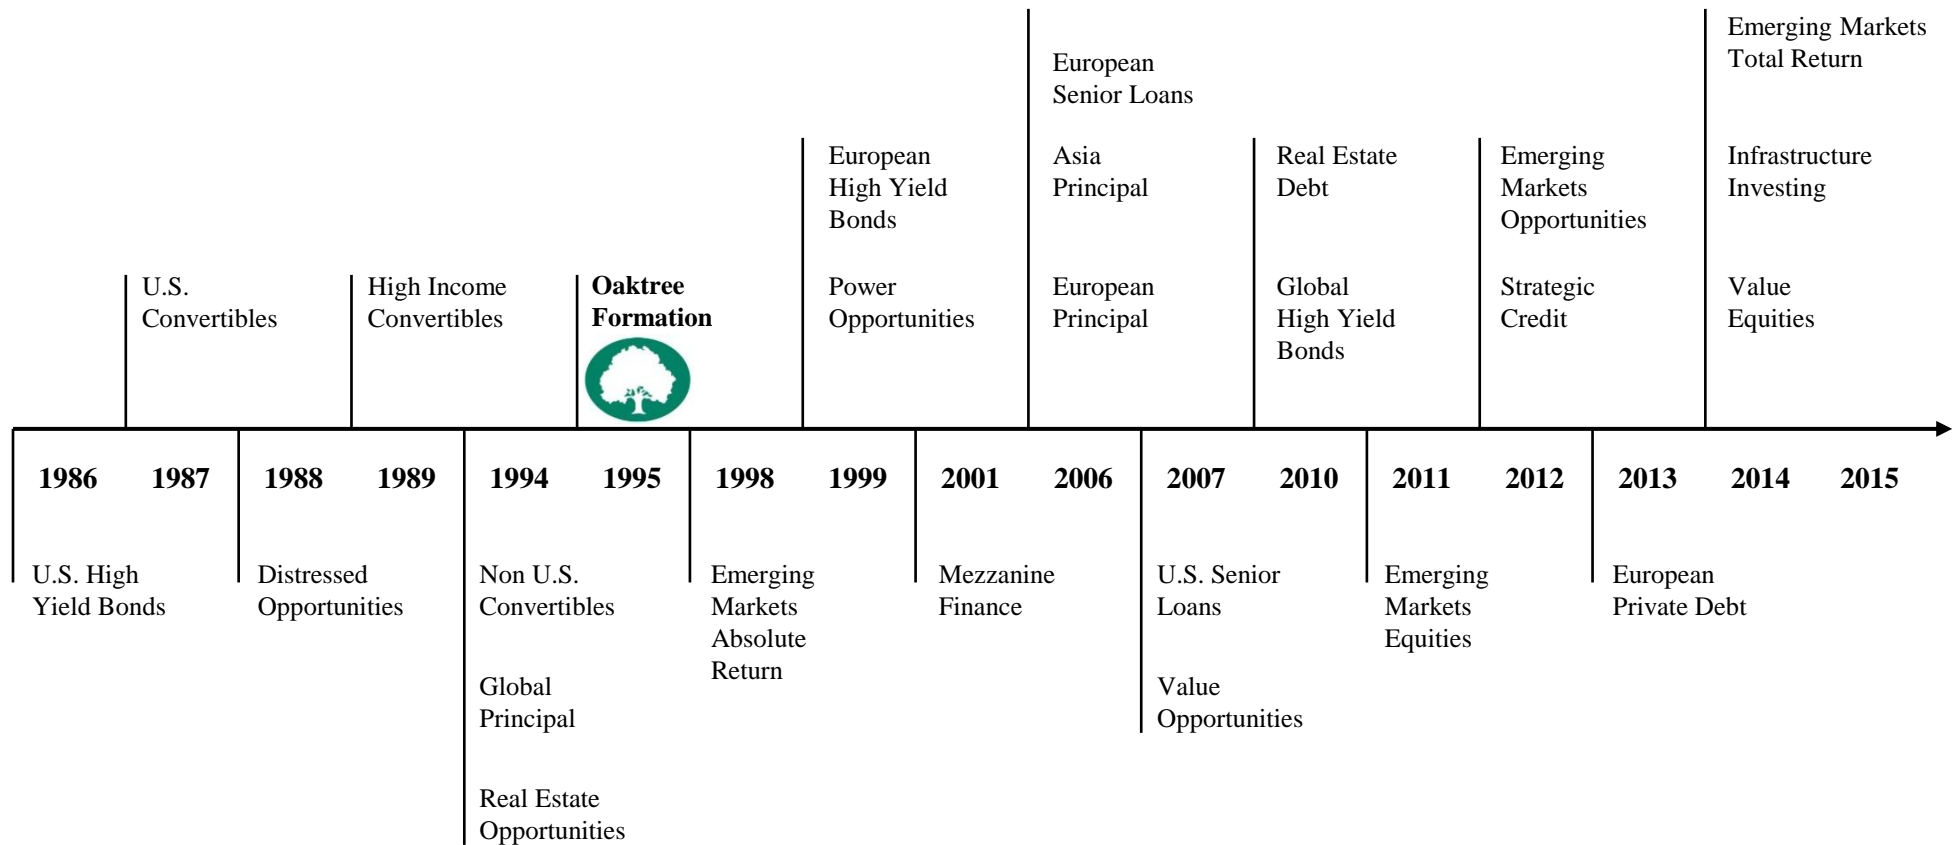 Emerging Markets
Total Return
European
Senior Loans
European
High Yield
Bonds
Asia
Principal
Real Estate
Debt
Emerging
Markets
Opportunities
Infrastructure
Investing
U.S.
Convertibles
High Income
Convertibles
Oaktree
Formation
Power
Opportunities
European
Principal
Global
High Yield
Bonds
Strategic
Credit
Value
Equities
1986 1987 1988 1989 1994 1995 1998 1999 2001 2006 2007 2010 2011 2012 2013 2014 2015
U.S. High
Yield Bonds
Distressed
Opportunities
Non U.S.
Convertibles
Emerging
Markets
Absolute
Return
Mezzanine
Finance
U.S. Senior
Loans
Emerging
Markets
Equities
European
Private Debt
Global
Principal
Value
Opportunities
Real Estate
Opportunities